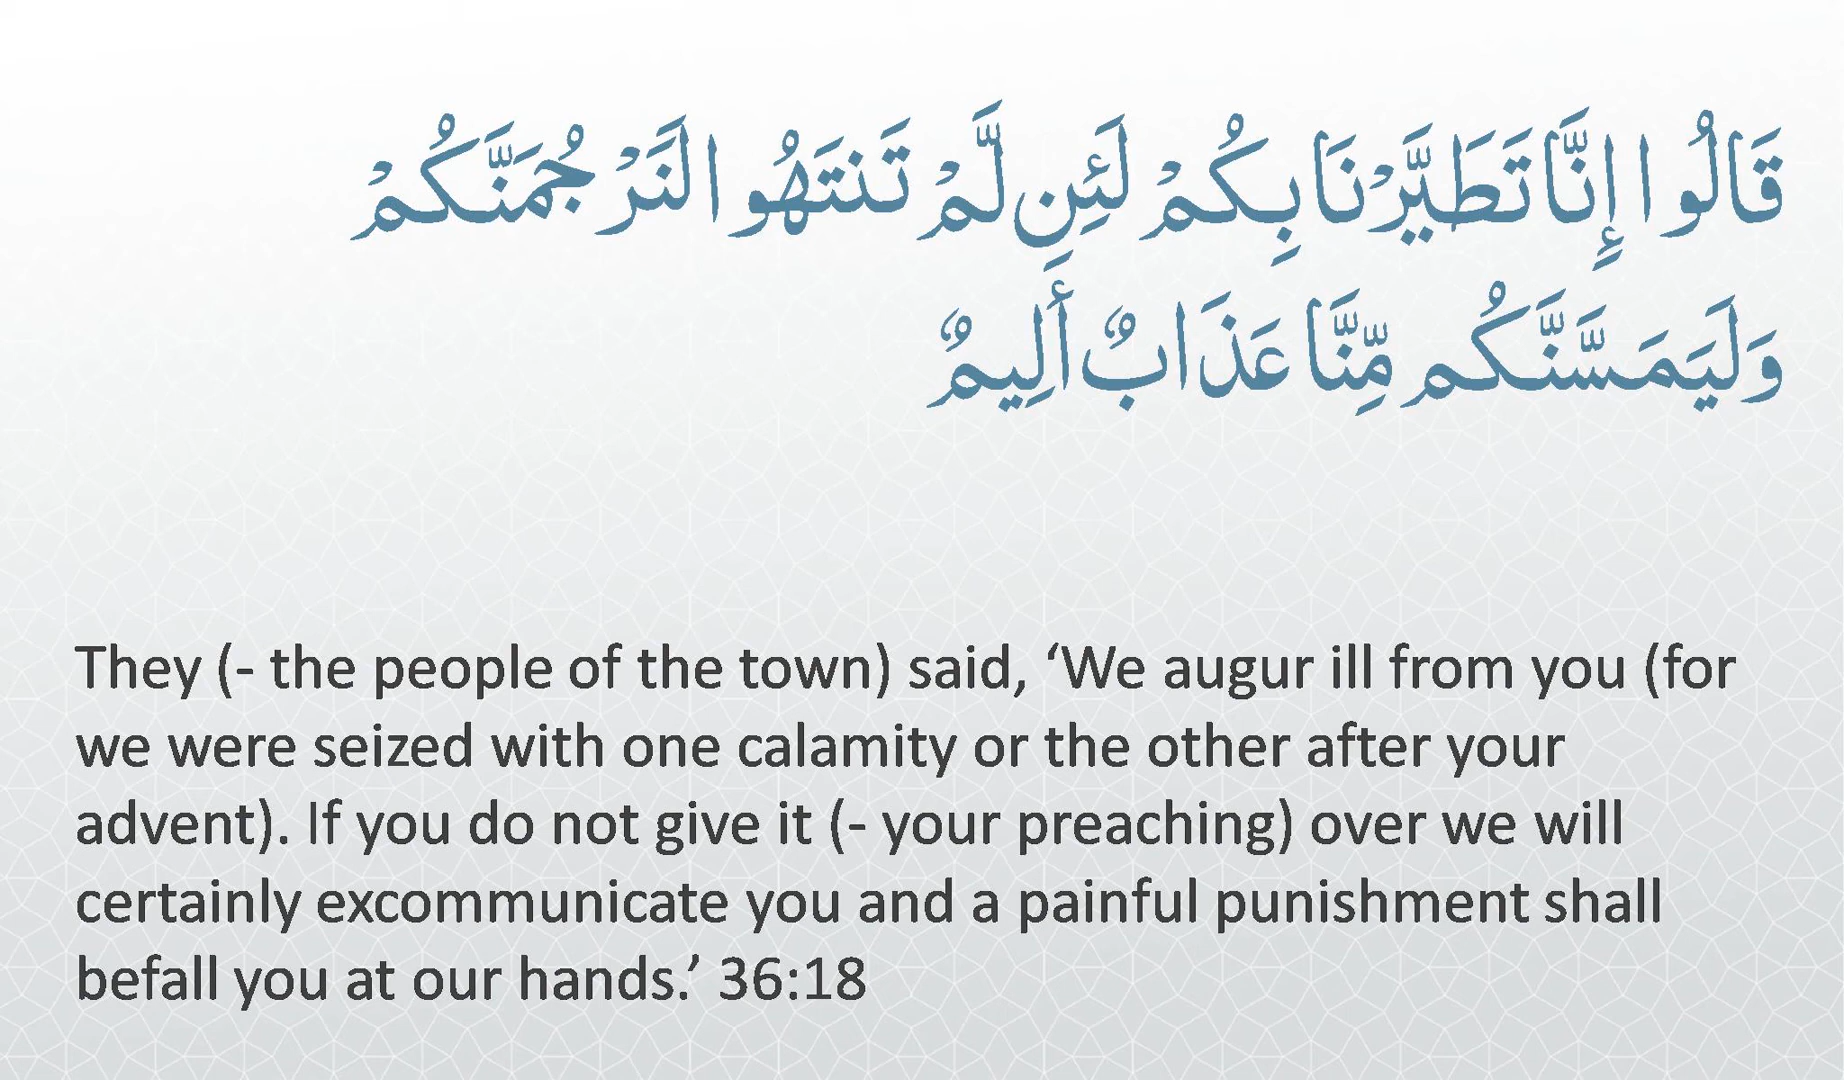 قَالُوا إِنَّا تَطَيَّرْنَا بِكُمْ لَئِن لَّمْ تَنتَهُوا لَنَرْجُمَنَّكُمْ
وَلَيَمَسَّنَّكُم مِّنَّا عَذَابٌ أَلِيمٌ
They (- the people of the town) said, ‘We augur ill from you (for
we were seized with one calamity or the other after your
advent). If you do not give it (- your preaching) over we will
certainly excommunicate you and a painful punishment shall
befall you at our hands.’ 36:18